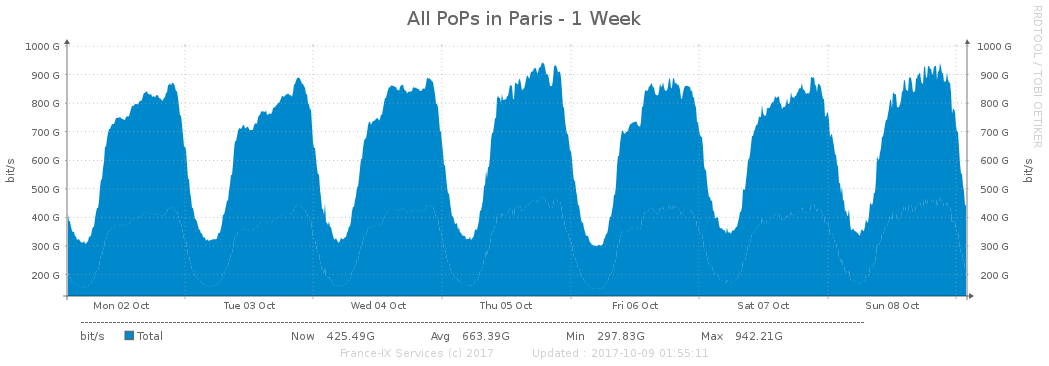 All PoPs in Paris - 1 Week
RRDTOOL / TOBI OETIKER
1000 G 1000 G
900 G 900 G
800 G 800 G
700 G 700 G
600 G 600 G
500 G 500 G
400 G 400 G
300 G 300 G
200 G 200 G
bit/s bit/s
Mon 02 Oct Tue 03 Oct Wed 04 Oct Thu 05 Oct Fri 06 Oct Sat 07 Oct Sun 08 Oct
bit/s Total Now 425.49G Avg 663.39G Min 297.83G Max 942.21G
France-IX Services (c) 2017 Updated : 2017-10-09 01:55:11